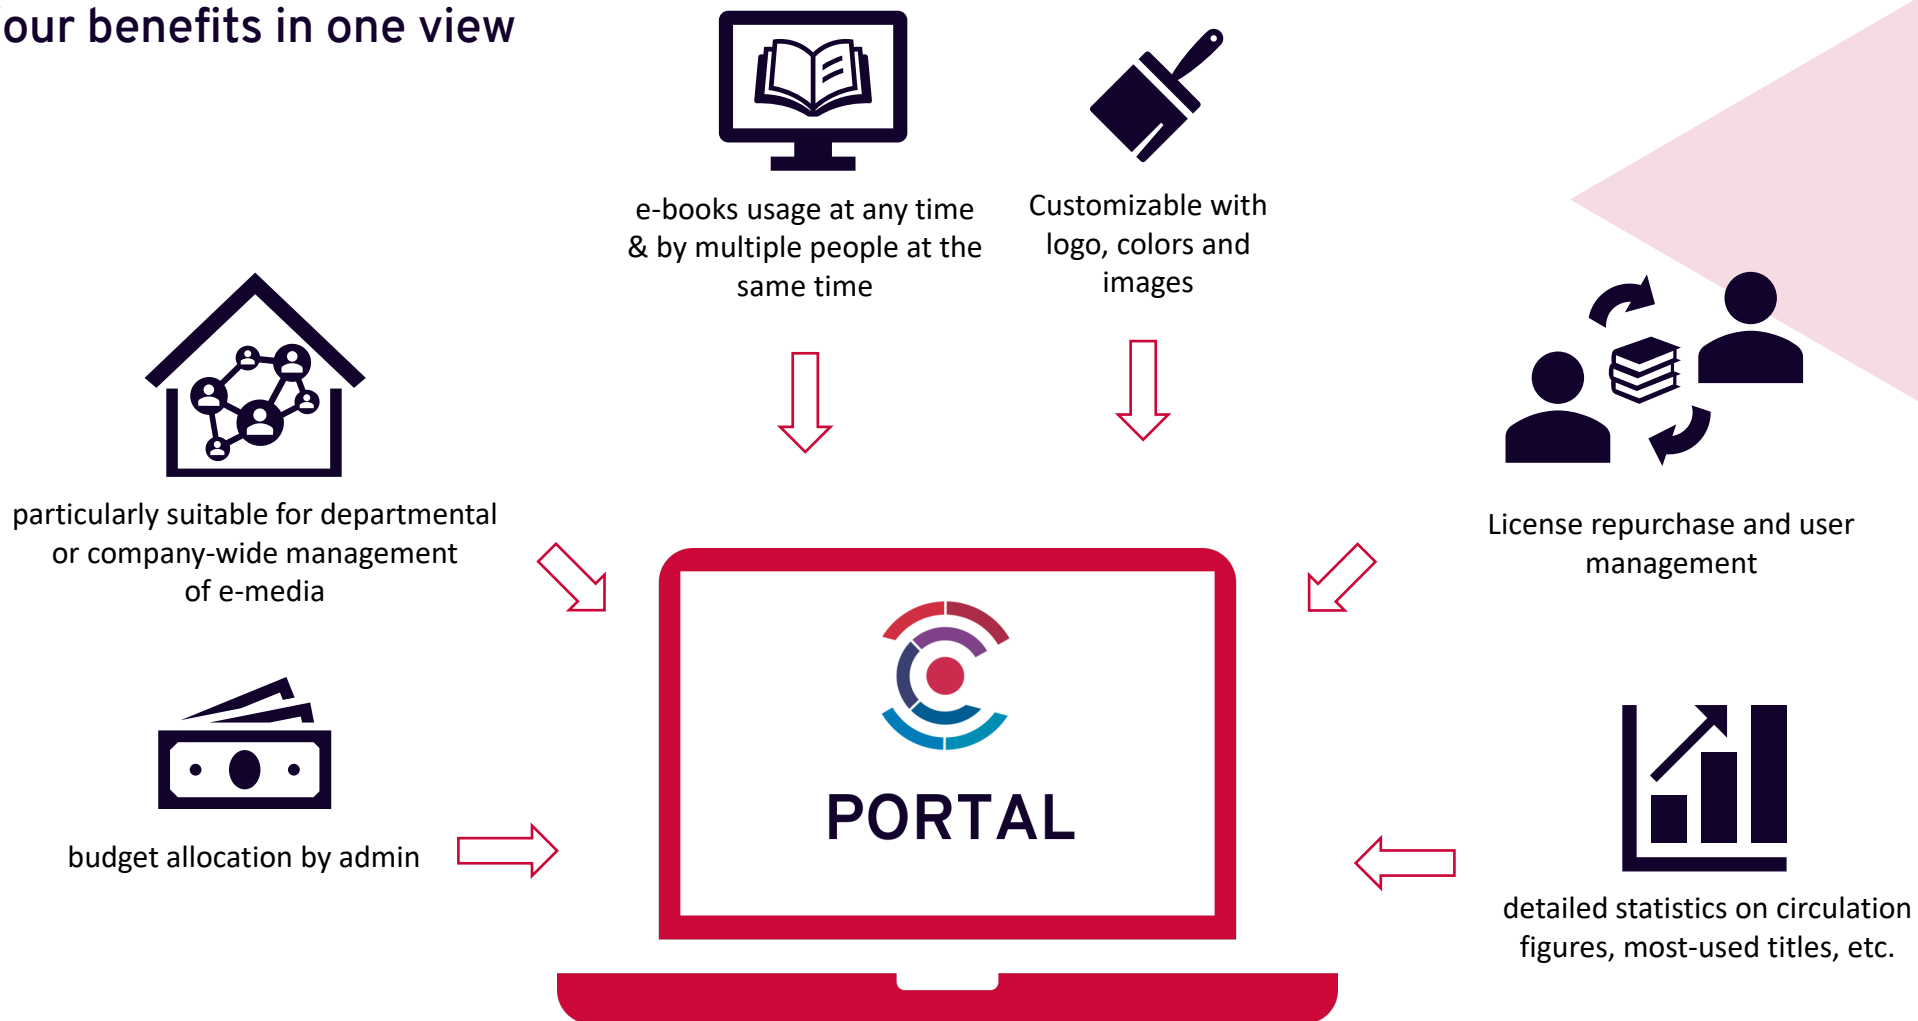 our benefits in one view
e-books usage at any time
& by multiple people at the
same time
Customizable with
logo, colors and
images
particularly suitable for departmental
or company-wide management
of e-media
License repurchase and user
management
budget allocation by admin
PORTAL
detailed statistics on circulation
figures, most-used titles, etc.